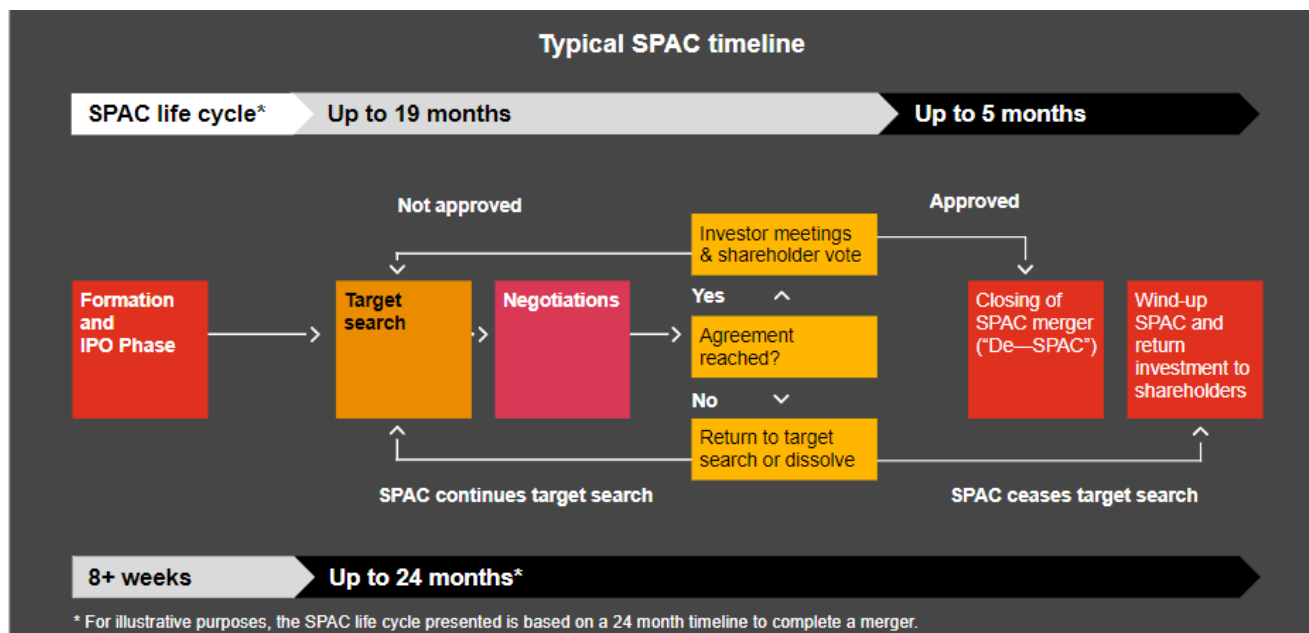 Typical SPAC timeline
SPAC life cycle*
Up to 19 months
Up to 5 months
Not approved
Approved
Investor meetings
& shareholder vote
Formation
and
IPO Phase
Target
search
Negotiations
Yes
Agreement
reached?
No
Return to target
search or dissolve
Closing of
SPAC merger
(“De—SPAC”)
Wind-up
SPAC and
return
investment to
shareholders
SPAC continues target search
SPAC ceases target search
8+ weeks
Up to 24 months*
* For illustrative purposes, the SPAC life cycle presented is based on a 24 month timeline to complete a merger.